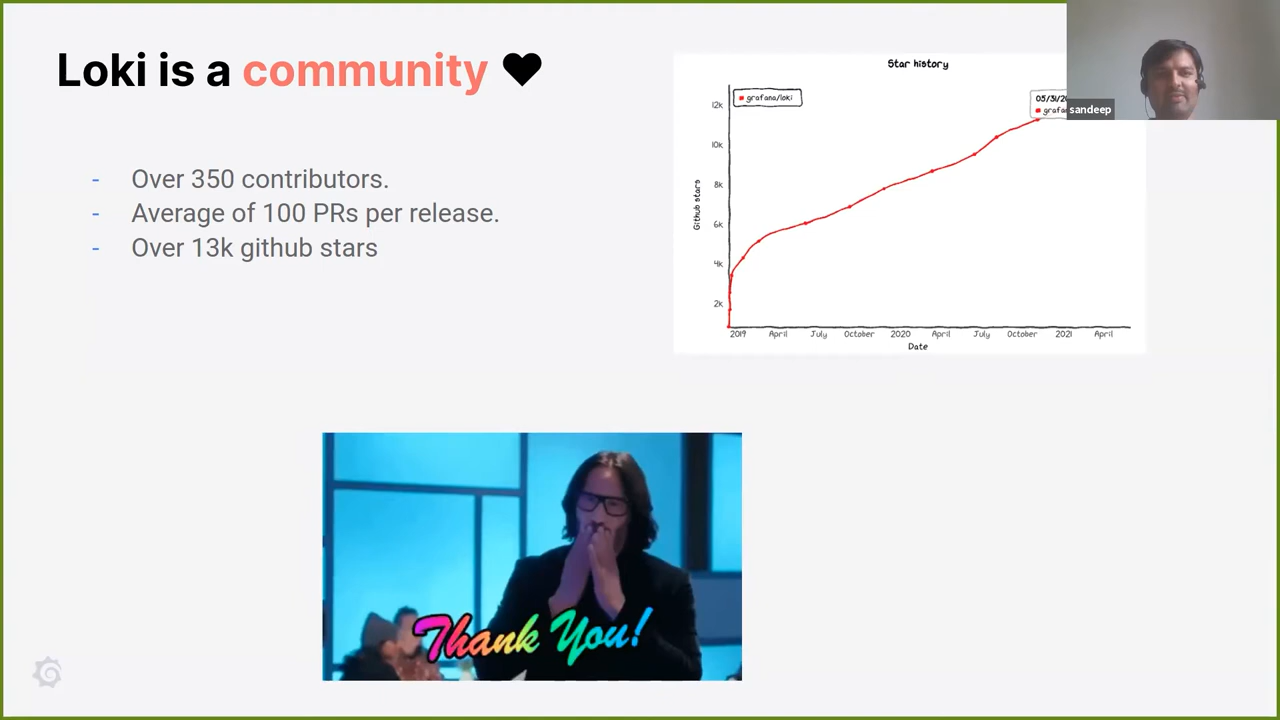 Loki is a community ♥
- Over 350 contributors.
- Average of 100 PRs per release.
- Over 13k github stars
Star history
grafana/loki
sandeep
12k
10k
8k
6k
4k
2k
Github stars
2019 April July October 2020 April July October 2021 April
Date
Thank You!